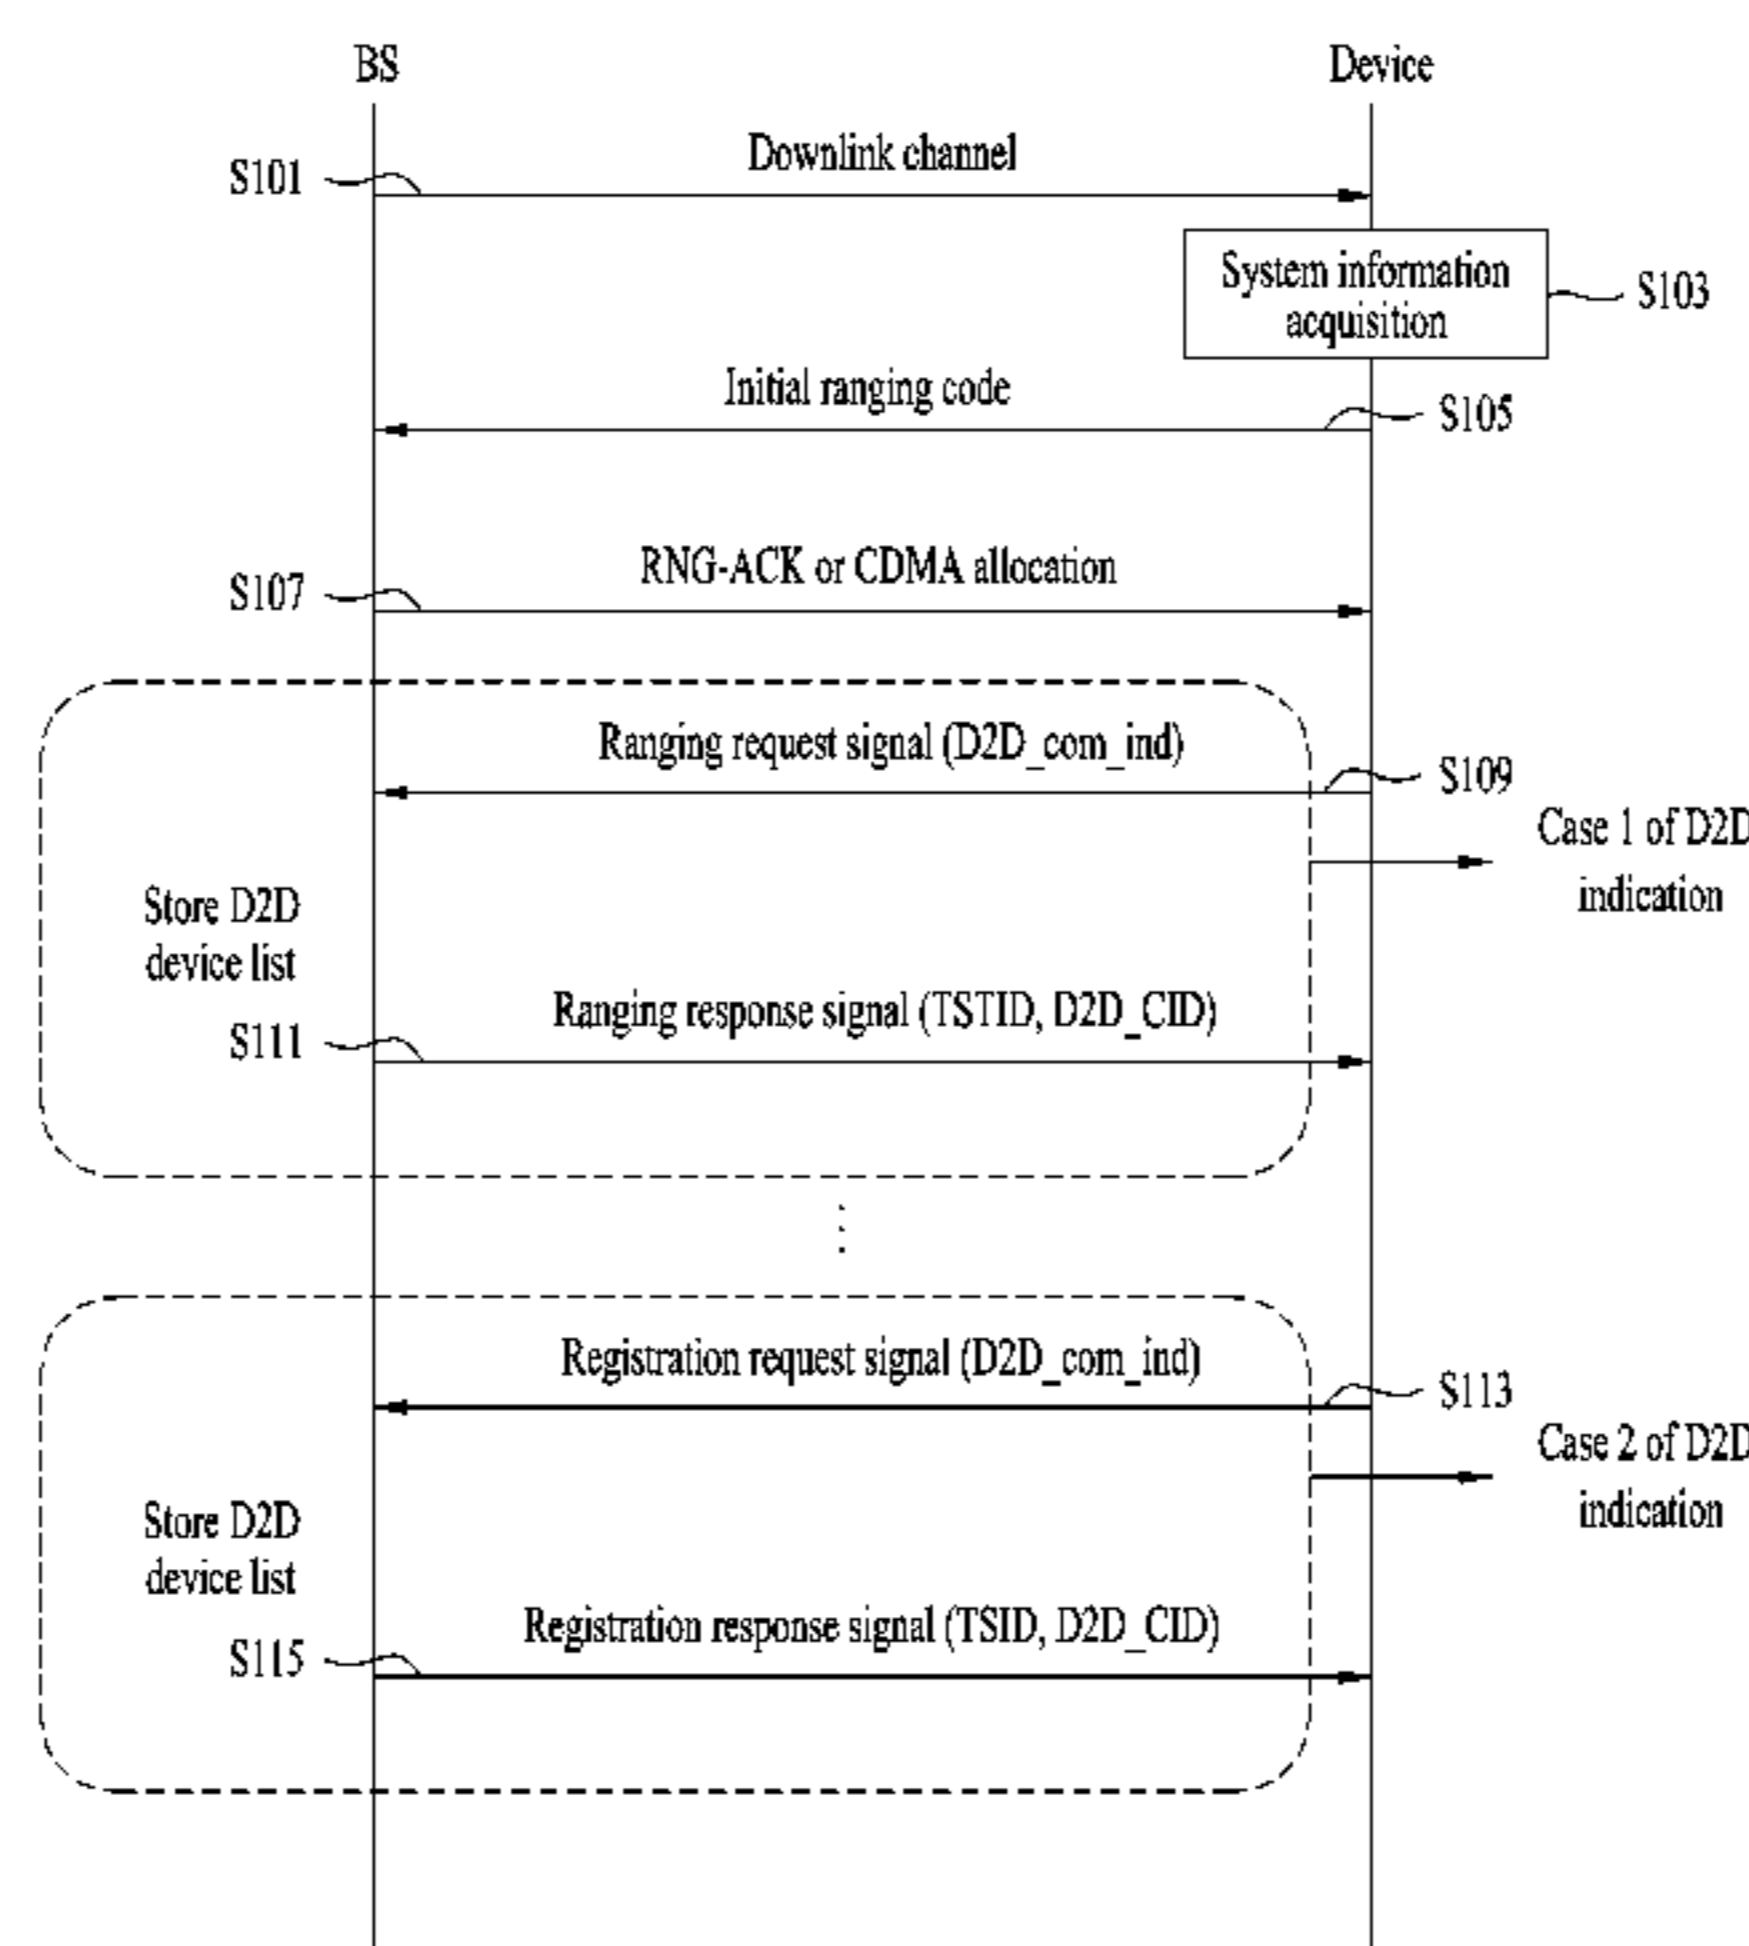 BS
Device
Downlink channel
S101
System information
acquisition
S103
Initial ranging code
S105
RNG-ACK or CDMA allocation
S107
Ranging request signal (D2D_com_ind)
S109
Case 1 of D2D
indication
Store D2D
device list
Ranging response signal (TSTID, D2D_CID)
S111
Registration request signal (D2D_com_ind)
S113
Case 2 of D2D
indication
Store D2D
device list
Registration response signal (TSID, D2D_CID)
S115